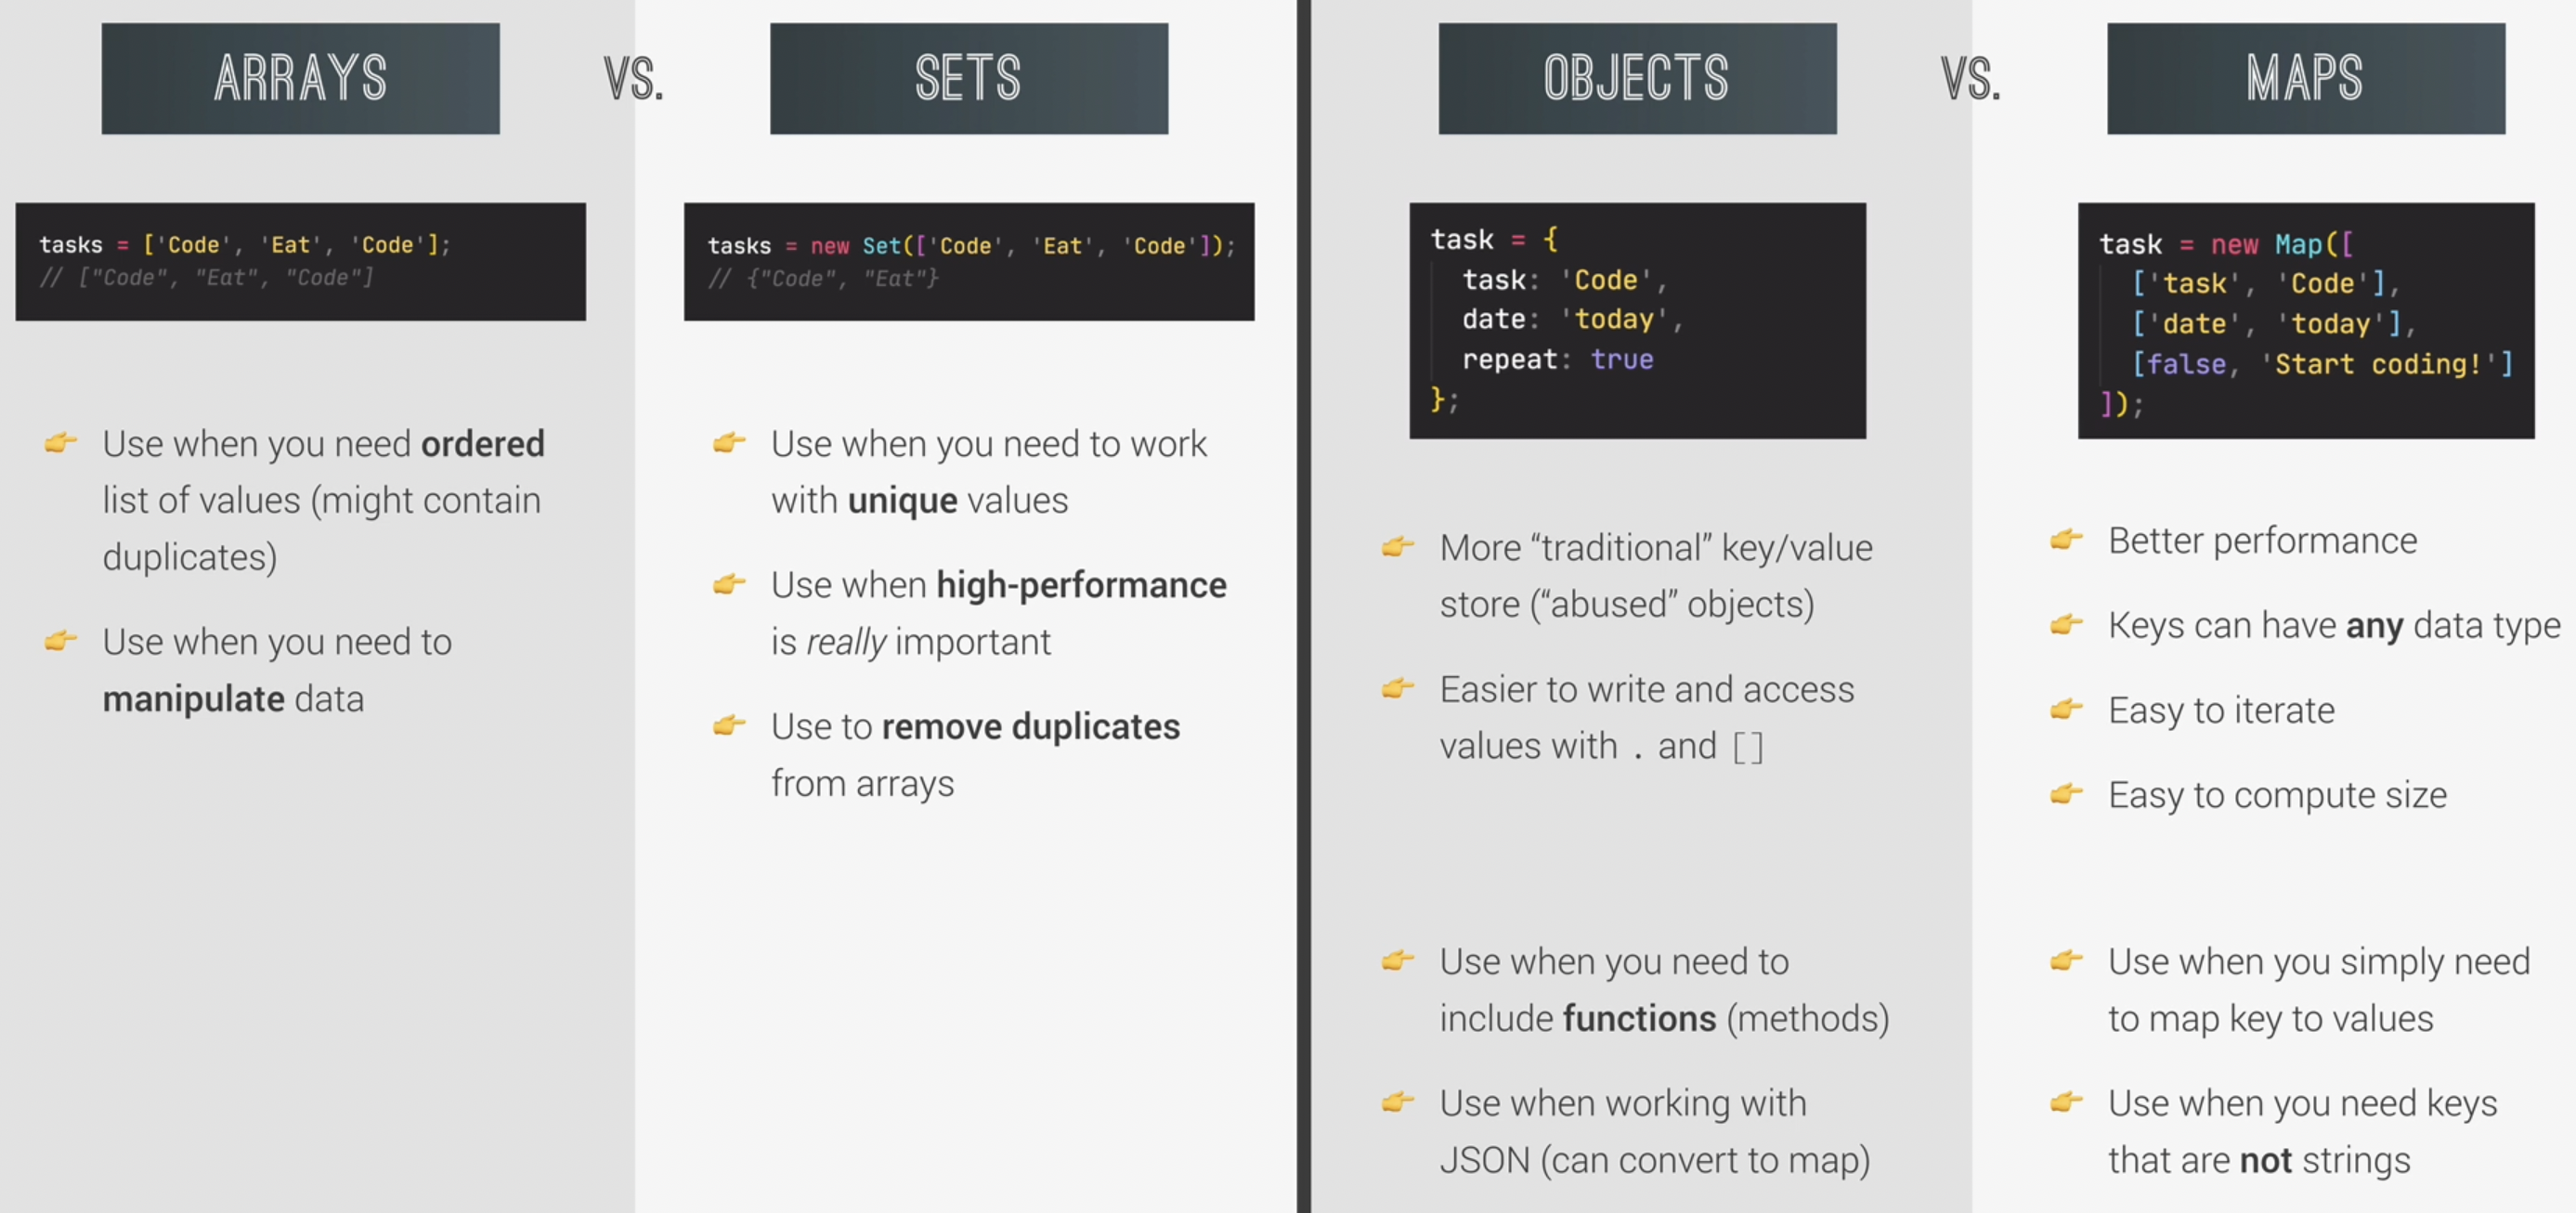 ARRAYS
VS.
SETS
tasks = ['Code', 'Eat', 'Code'];
// ["Code", "Eat", "Code"]
tasks = new Set(['Code', 'Eat', 'Code']);
// {"Code", "Eat"}
👉 Use when you need ordered
list of values (might contain
duplicates)
👉 Use when you need to
manipulate data
👉 Use when you need to work
with unique values
👉 Use when high-performance
is really important
👉 Use to remove duplicates
from arrays
OBJECTS
VS.
MAPS
task = {
task: 'Code',
date: 'today',
repeat: true
};
task = new Map([
['task', 'Code'],
['date', 'today'],
[false, 'Start coding!']
]);
👉 More “traditional” key/value
store (“abused” objects)
👉 Easier to write and access
values with . and []
👉 Use when you need to
include functions (methods)
👉 Use when working with
JSON (can convert to map)
👉 Better performance
👉 Keys can have any data type
👉 Easy to iterate
👉 Easy to compute size
👉 Use when you simply need
to map key to values
👉 Use when you need keys
that are not strings